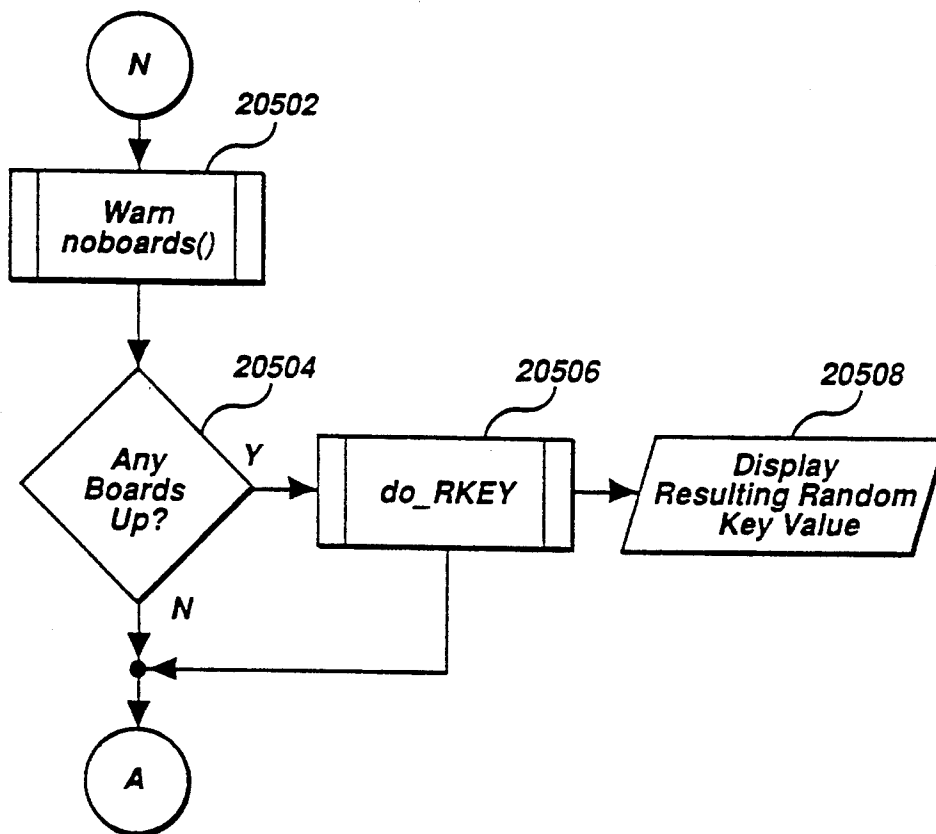 N
20502
Warn
noboards()
20504
Any
Boards
Up?
Y
20506
do_RKEY
20508
Display
Resulting Random
Key Value
N
A